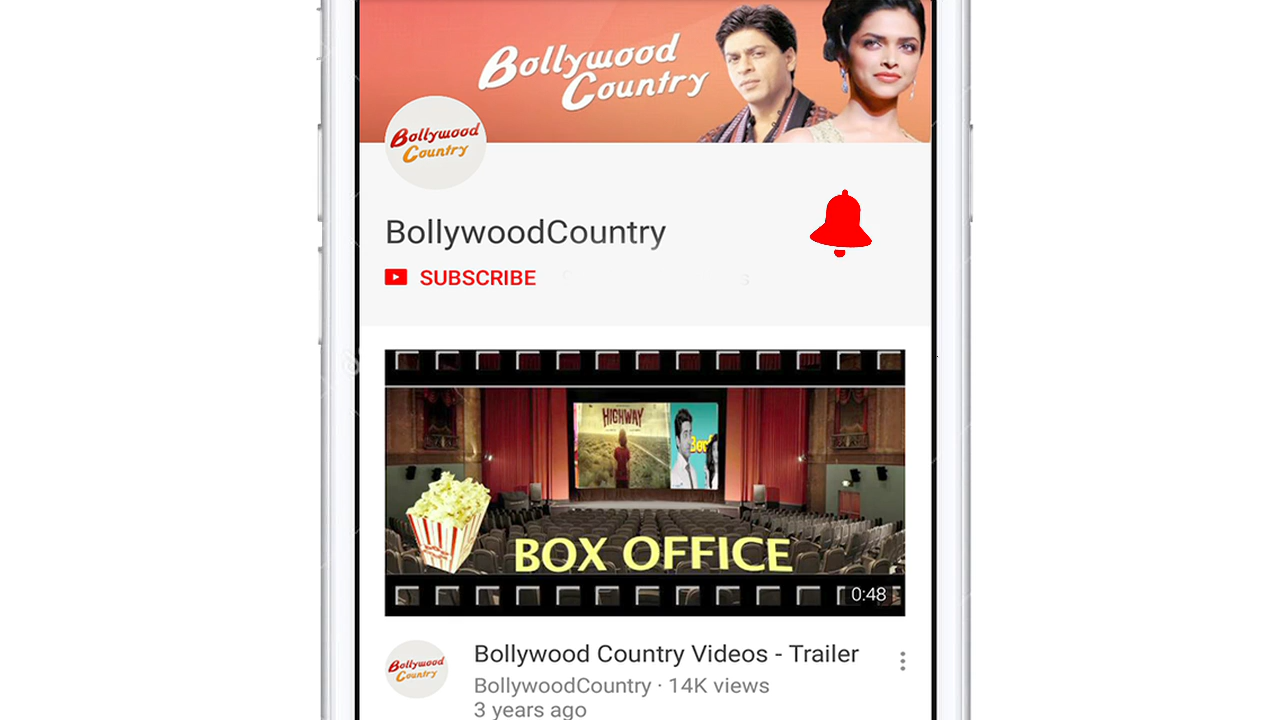 Bollywood
Country
Bollywood
Country
BollywoodCountry
SUBSCRIBE
HIGHWAY
BOX OFFICE
0:48
Bollywood
Country
Bollywood Country Videos - Trailer
BollywoodCountry · 14K views
3 years ago